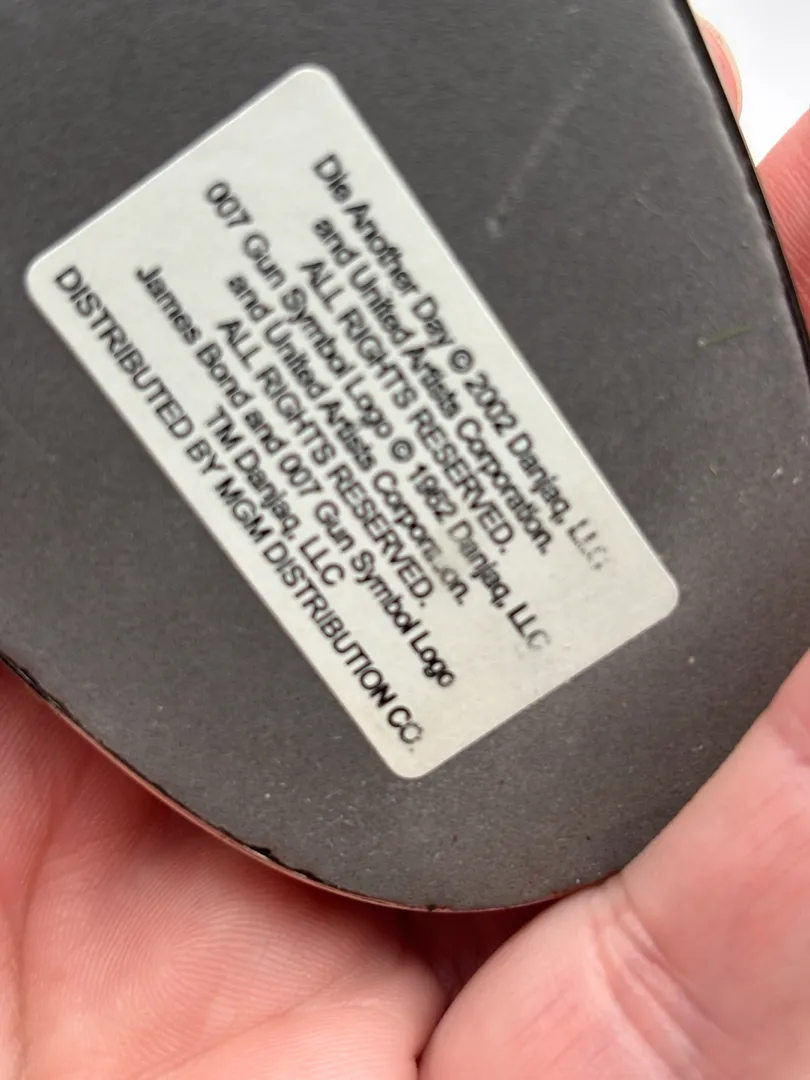 Die Another Day © 2002 Danjaq, LLC
and United Artists Corporation.
ALL RIGHTS RESERVED.
007 Gun Symbol Logo © 1962 Danjaq, LLC
and United Artists Corporation.
ALL RIGHTS RESERVED.
James Bond and 007 Gun Symbol Logo
TM Danjaq, LLC
DISTRIBUTED BY MGM DISTRIBUTION CO.